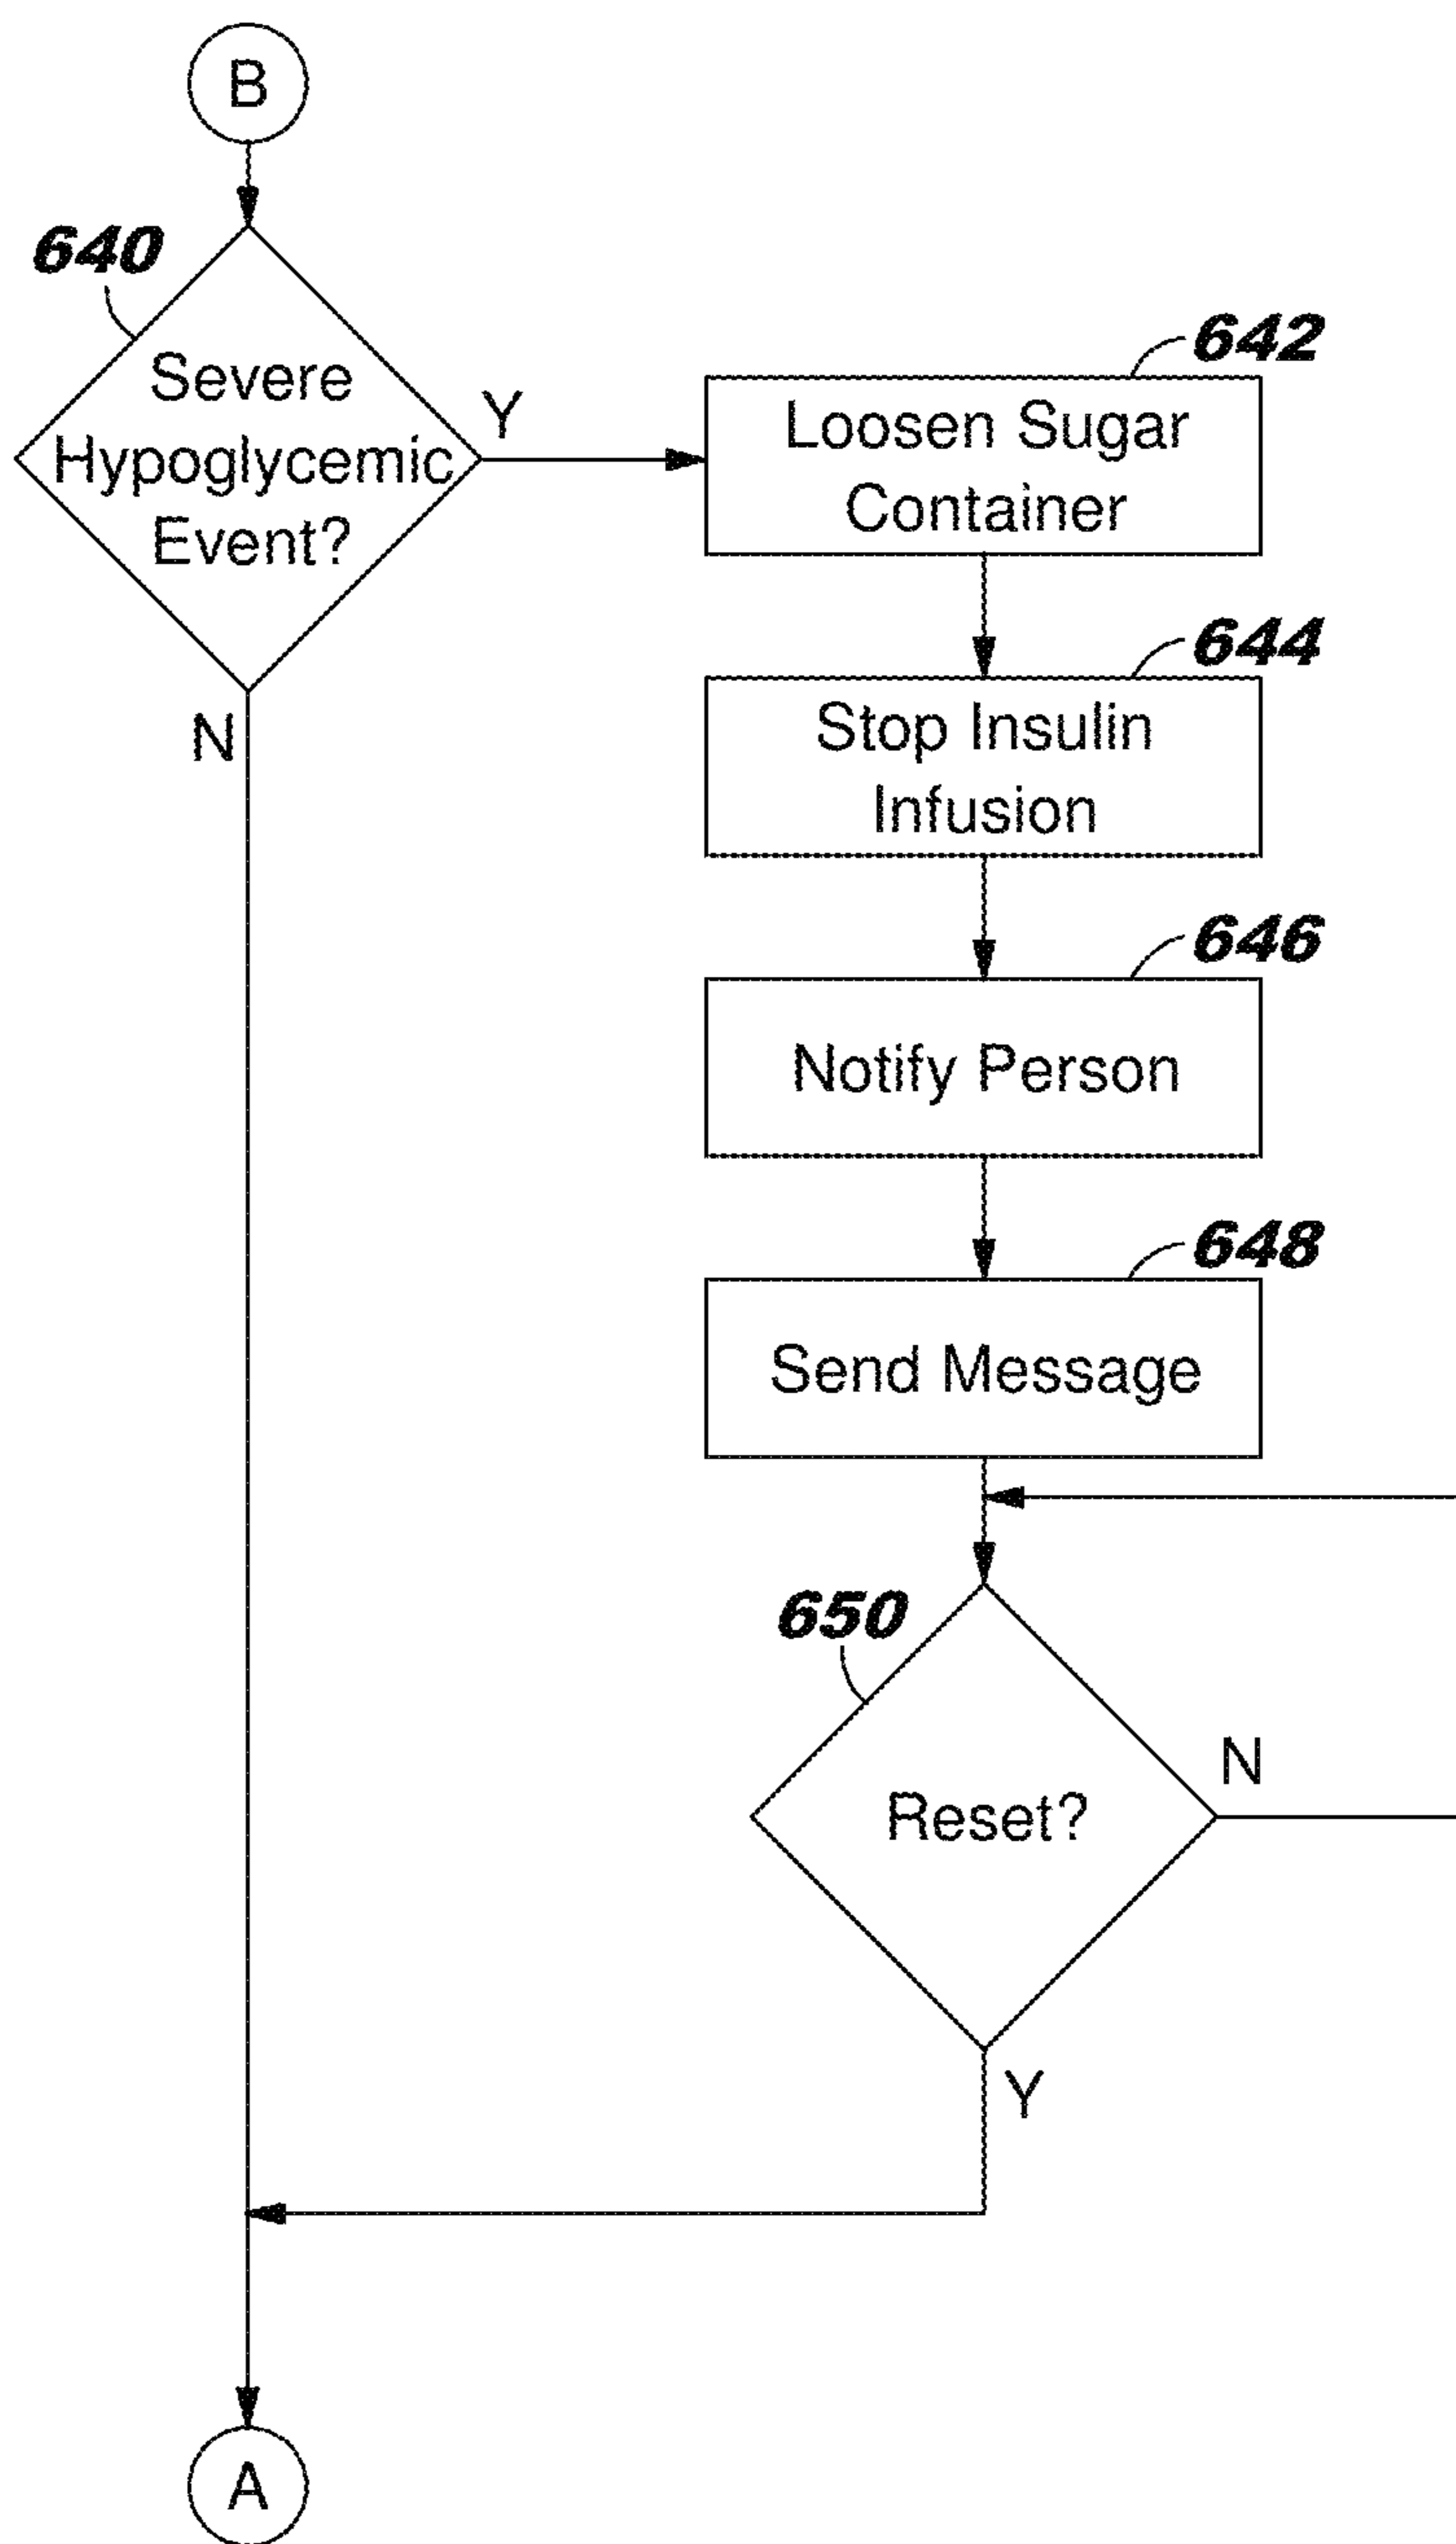 B
640
Severe
Hypoglycemic
Event?
Y
N
642
Loosen Sugar
Container
644
Stop Insulin
Infusion
646
Notify Person
648
Send Message
650
Reset?
N
Y
A